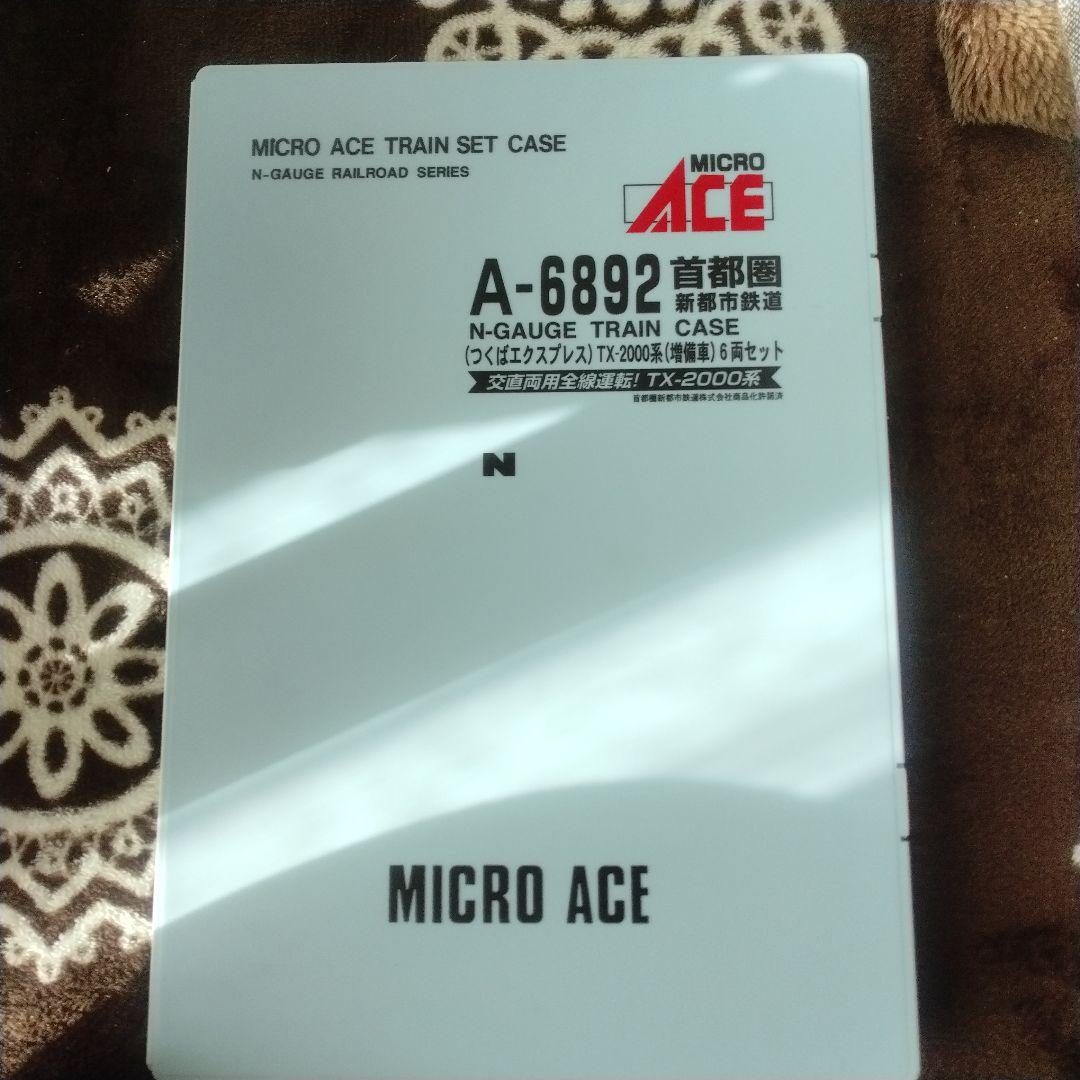 MICRO ACE TRAIN SET CASE
N-GAUGE RAILROAD SERIES
MICRO
ACE
A-6892 首都圏
新都市鉄道
N-GAUGE TRAIN CASE
(つくばエクスプレス) TX-2000系(増備車) 6両セット
交直両用全線運転! TX-2000系
首都圏新都市鉄道株式会社商品化許諾済
N
MICRO ACE